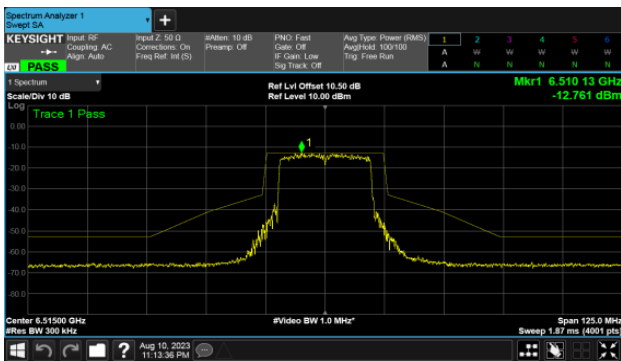 Spectrum Analyzer 1
Swept SA
+
KEYSIGHT Input: RF Input Z: 50 Ω #Atten: 10 dB PNO: Fast Avg Type: Power (RMS) 1 2 3 4 5 6
Coupling: AC Corrections: On Preamp: Off Gate: Off Avg|Hold: 100/100 A W W W W W
Align: Auto Freq Ref: Int (S) IF Gain: Low Trig: Free Run A N N N N N
LXI PASS Sig Track: Off
1 Spectrum
Scale/Div 10 dB
Ref Lvl Offset 10.50 dB
Ref Level 10.00 dBm
Mkr1 6.510 13 GHz
-12.761 dBm
Log
Trace 1 Pass
0.00
1
-10.0
-20.0
-30.0
-40.0
-50.0
-60.0
-70.0
-80.0
Center 6.51500 GHz #Video BW 1.0 MHz* Span 125.0 MHz
#Res BW 300 kHz Sweep 1.87 ms (4001 pts)
? Aug 10, 2023
11:13:36 PM